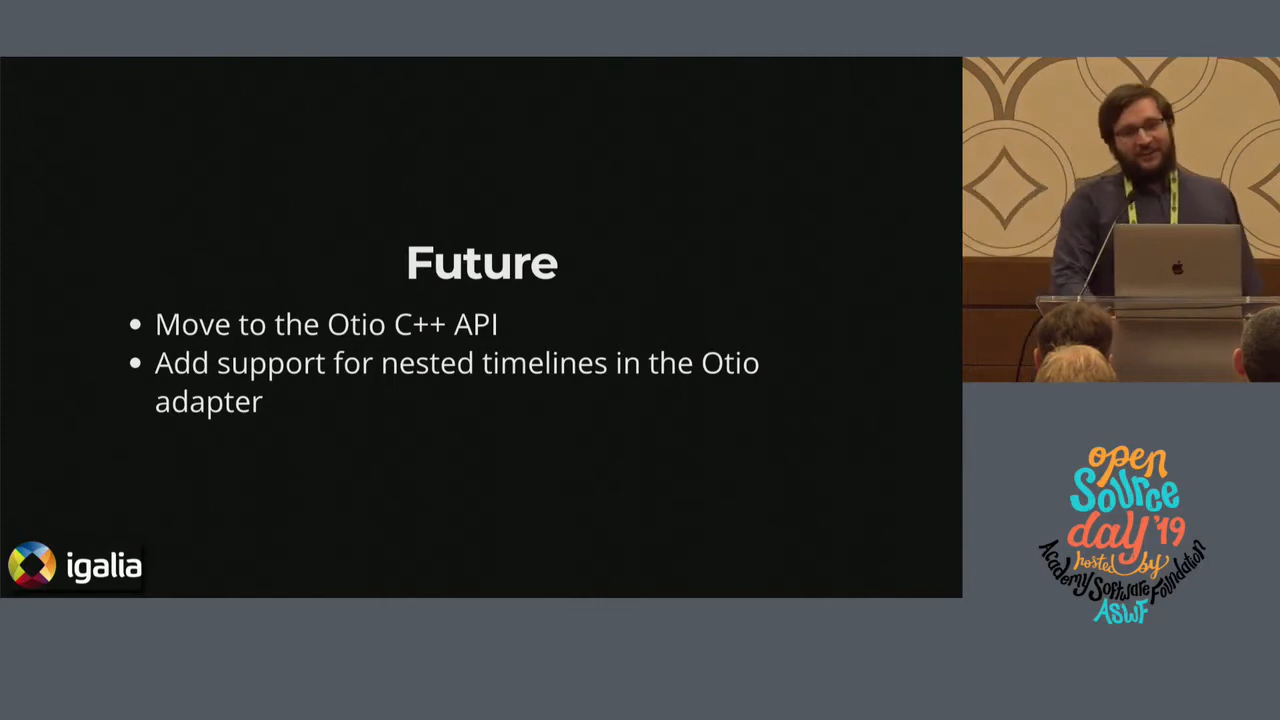 Future
• Move to the Otio C++ API
• Add support for nested timelines in the Otio
adapter
igalia
open
Source
day '19
hosted by
Academy Software Foundation
ASWF